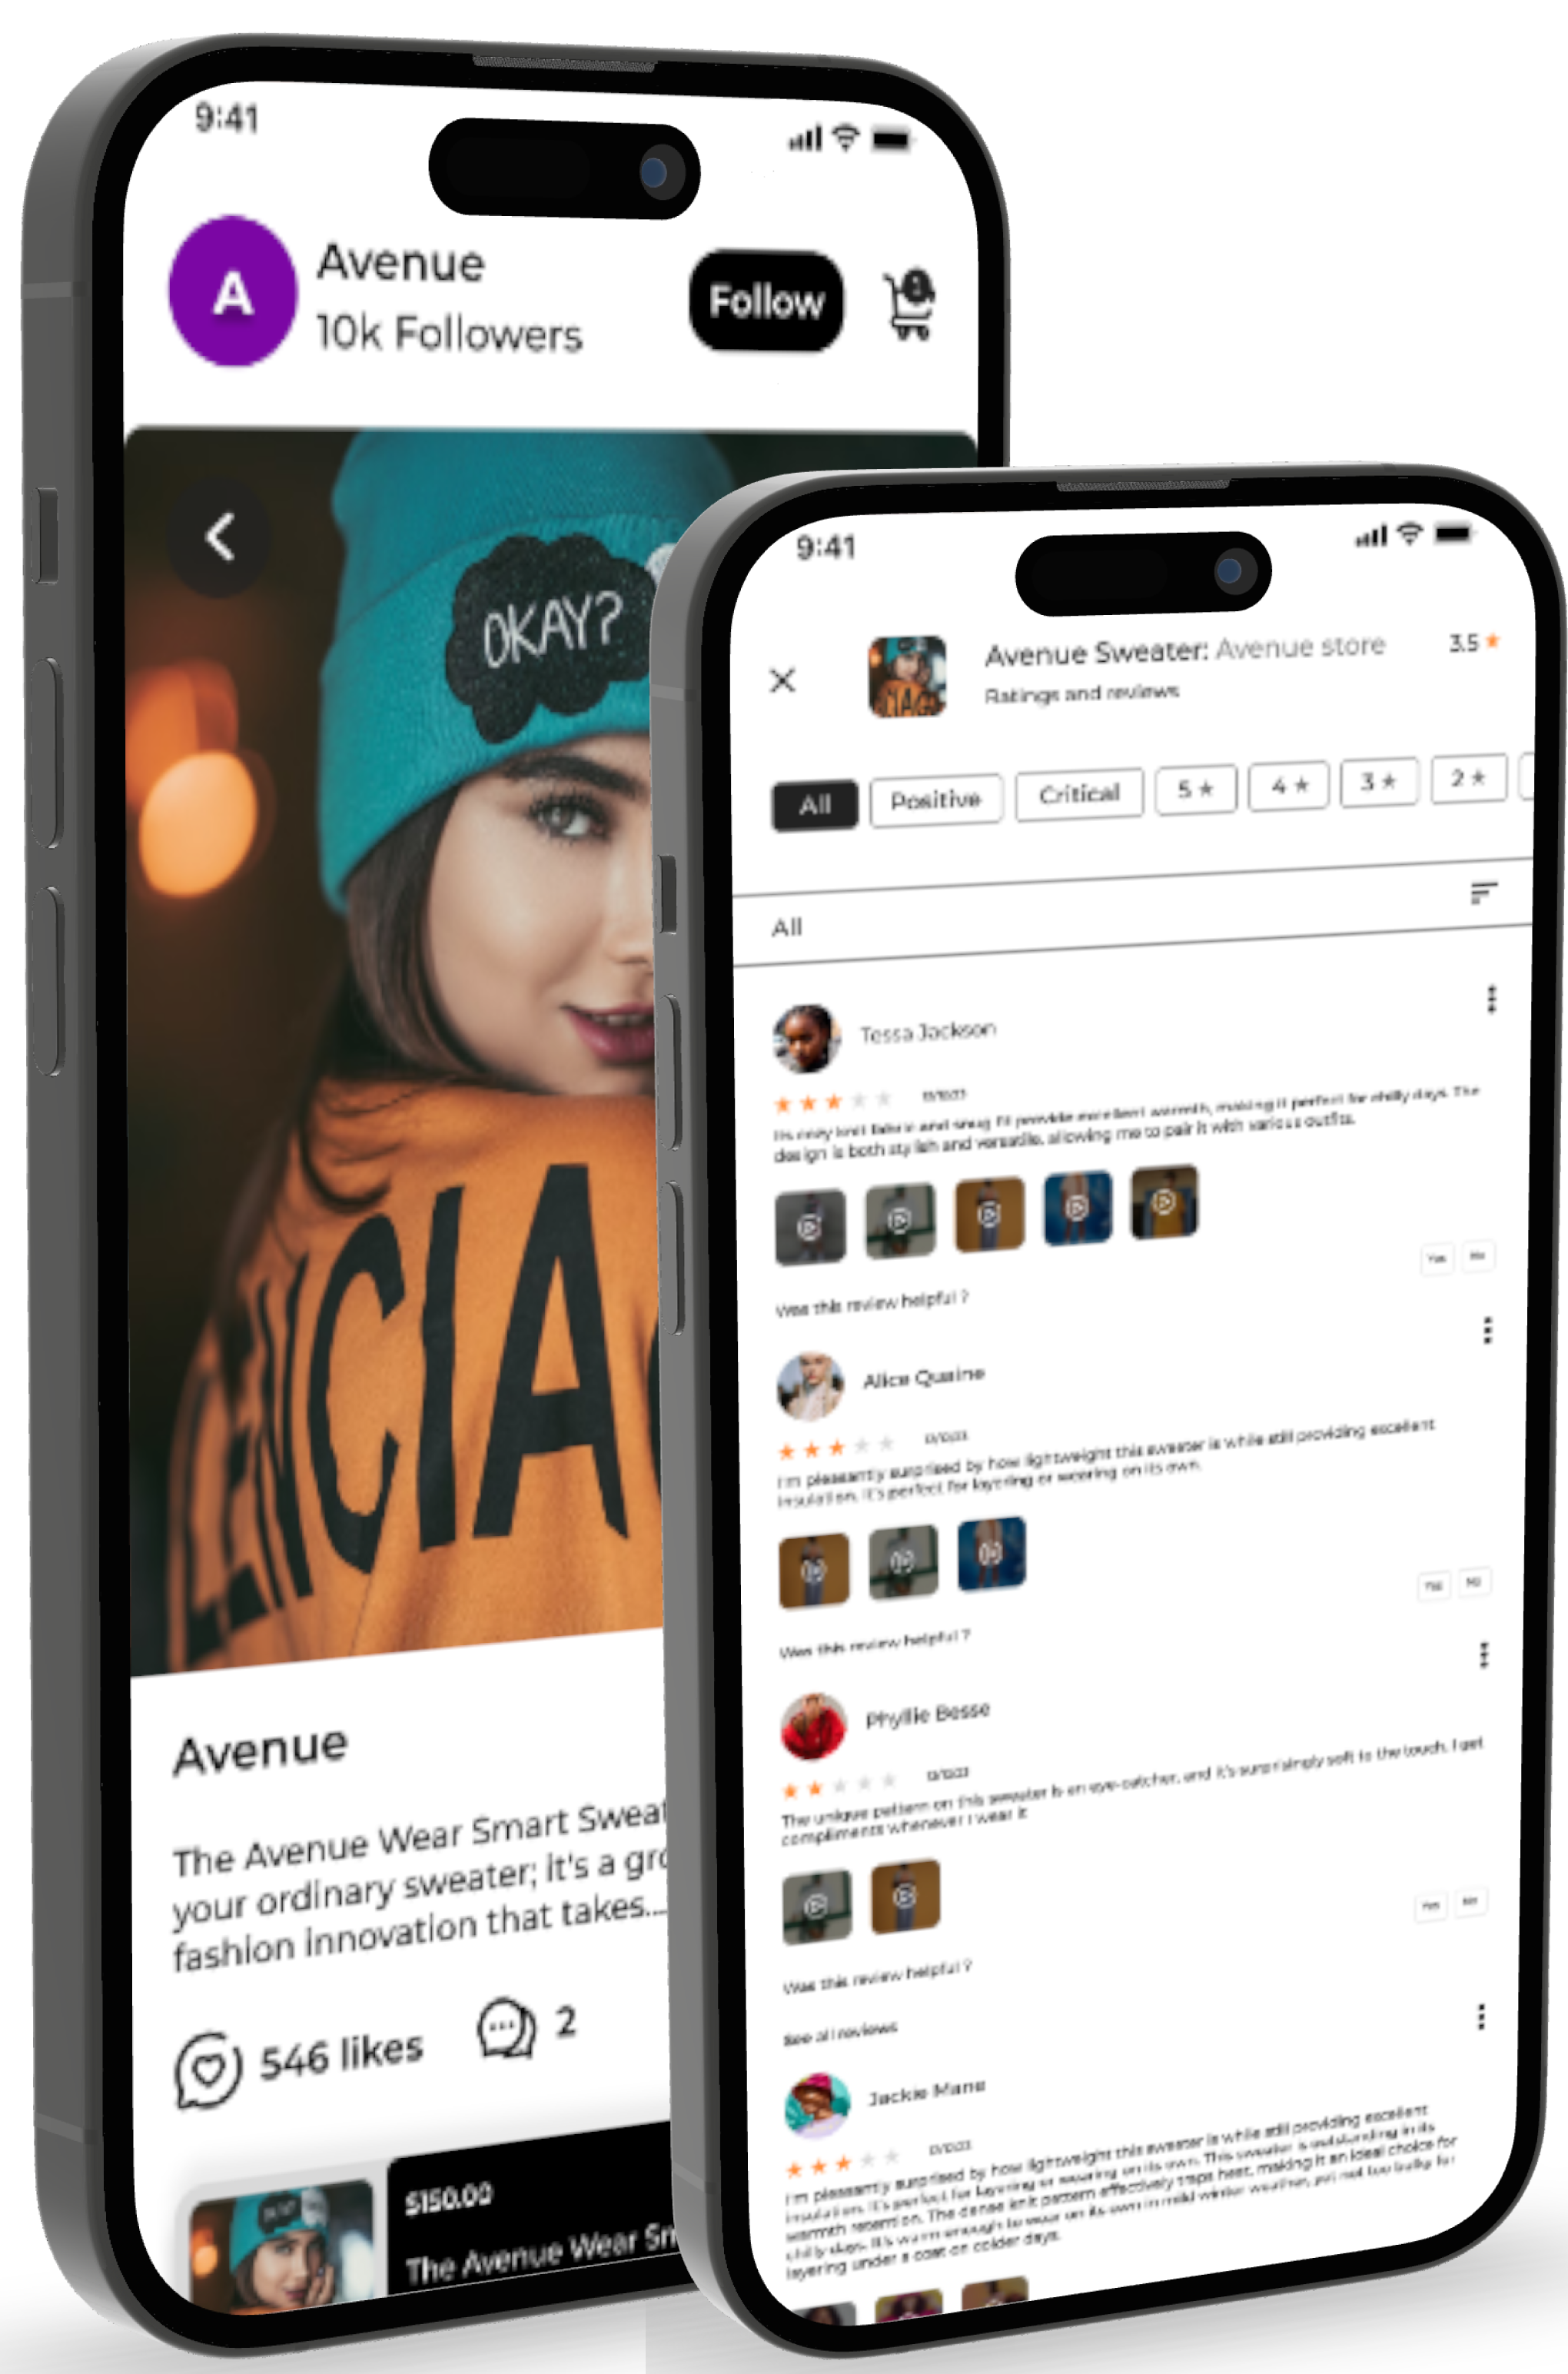 9:41
A
Avenue
10k Followers
Follow
OKAY?
ENCIA
Avenue
The Avenue Wear Smart Sweat
your ordinary sweater; it's a gro
fashion innovation that takes...
546 likes
2
$150.00
The Avenue Wear Sm
9:41
Avenue Sweater: Avenue store
3.5
Ratings and reviews
All
Positive
Critical
5 ★
4 ★
3 ★
2 ★
All
Tessa Jackson
Its cozy knit fabric and snug fit provide excellent warmth, making it perfect for chilly days. The
design is both stylish and versatile, allowing me to pair it with various outfits.
Yes
No
Was this review helpful ?
Alice Quaine
I'm pleasantly surprised by how lightweight this sweater is while still providing excellent
insulation. It's perfect for layering or wearing on its own.
Yes
No
Was this review helpful ?
Phyllie Besse
The unique pattern on this sweater is an eye-catcher, and it's surprisingly soft to the touch. I get
compliments whenever I wear it
Yes
No
Was this review helpful ?
See all reviews
Jackie Mane
I'm pleasantly surprised by how lightweight this sweater is while still providing excellent
insulation. It's perfect for layering or wearing on its own. This sweater is outstanding in its
warmth retention. The dense knit pattern effectively traps heat, making it an ideal choice for
chilly days. It's warm enough to wear on its own in mild winter weather, yet not too bulky for
layering under a coat on colder days.